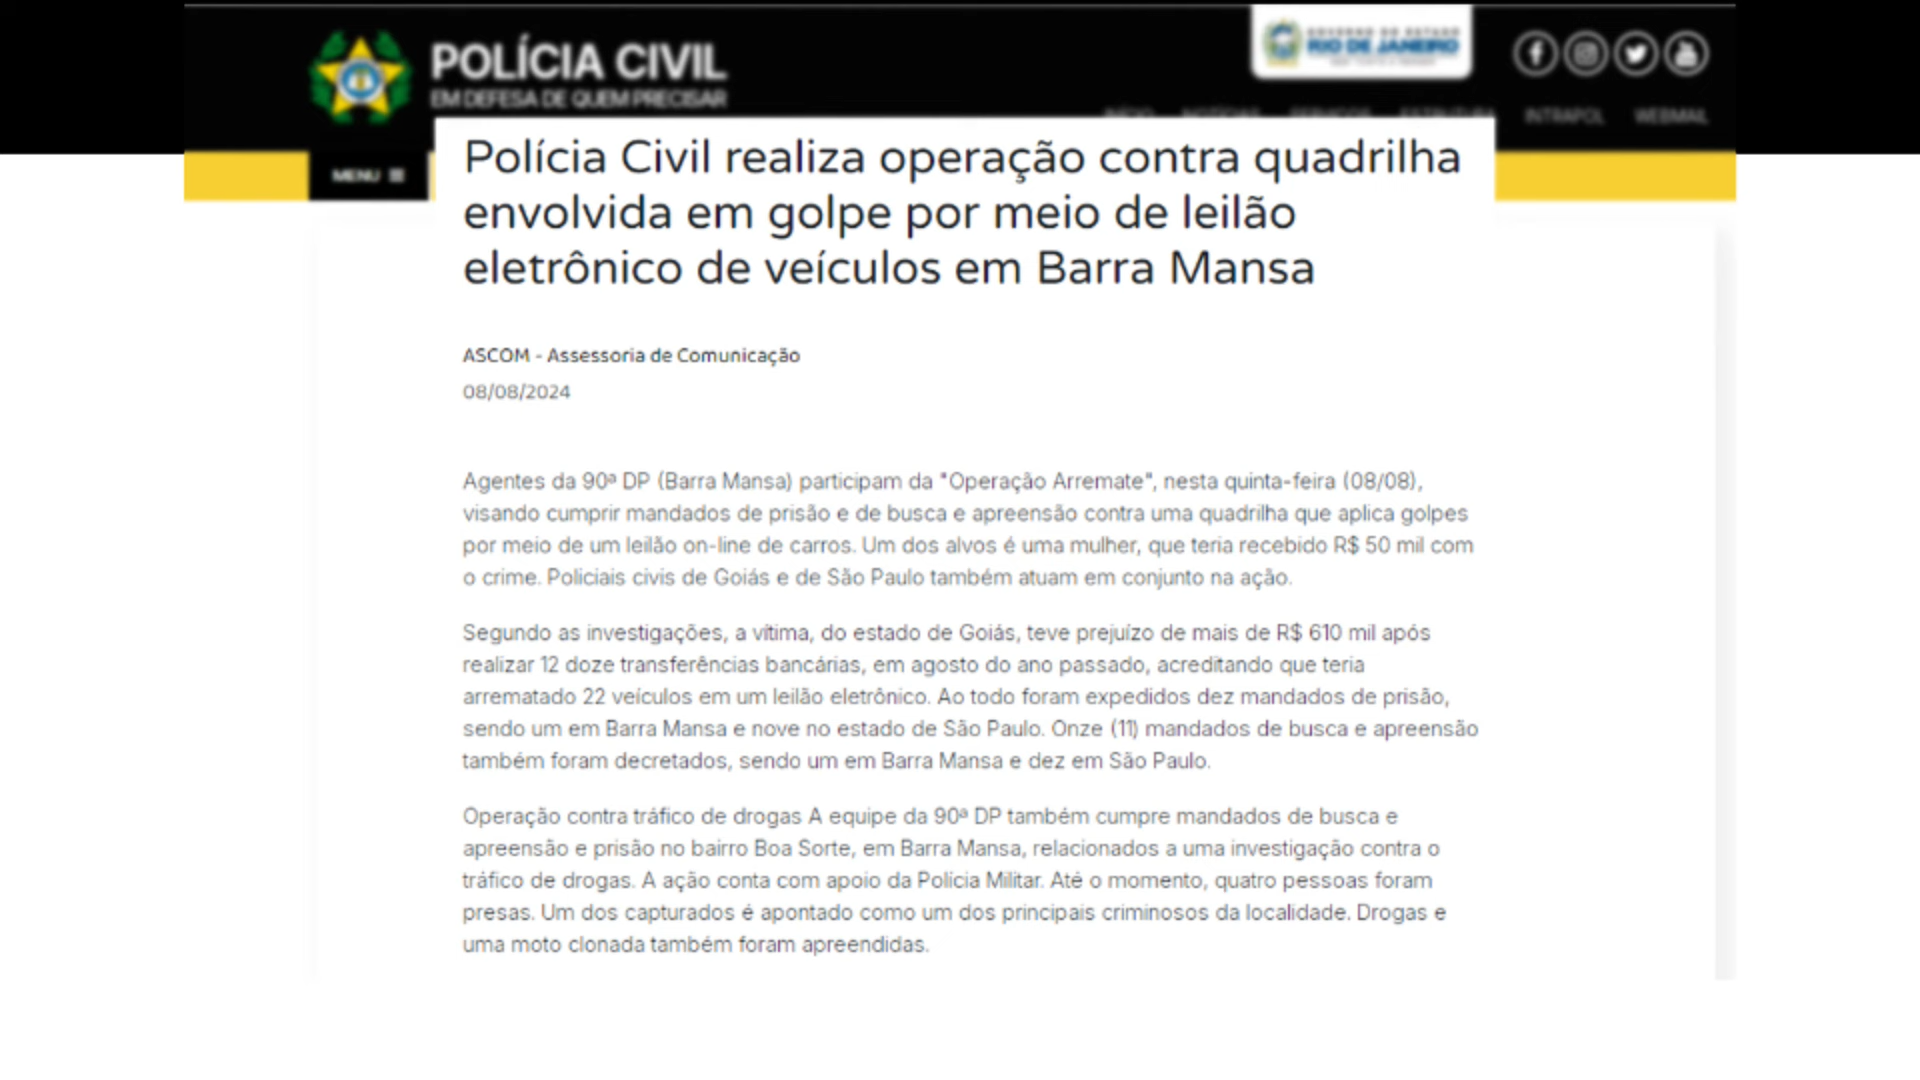 POLÍCIA CIVIL
EM DEFESA DE QUEM PRECISAR
GOVERNO DO ESTADO
RIO DE JANEIRO
INÍCIO NOTÍCIAS SERVIÇOS ESTRUTURA INTRAPOL WEBMAIL
MENU
Polícia Civil realiza operação contra quadrilha
envolvida em golpe por meio de leilão
eletrônico de veículos em Barra Mansa
ASCOM - Assessoria de Comunicação
08/08/2024
Agentes da 90ª DP (Barra Mansa) participam da "Operação Arremate", nesta quinta-feira (08/08),
visando cumprir mandados de prisão e de busca e apreensão contra uma quadrilha que aplica golpes
por meio de um leilão on-line de carros. Um dos alvos é uma mulher, que teria recebido R$ 50 mil com
o crime. Policiais civis de Goiás e de São Paulo também atuam em conjunto na ação.
Segundo as investigações, a vítima, do estado de Goiás, teve prejuízo de mais de R$ 610 mil após
realizar 12 doze transferências bancárias, em agosto do ano passado, acreditando que teria
arrematado 22 veículos em um leilão eletrônico. Ao todo foram expedidos dez mandados de prisão,
sendo um em Barra Mansa e nove no estado de São Paulo. Onze (11) mandados de busca e apreensão
também foram decretados, sendo um em Barra Mansa e dez em São Paulo.
Operação contra tráfico de drogas A equipe da 90ª DP também cumpre mandados de busca e
apreensão e prisão no bairro Boa Sorte, em Barra Mansa, relacionados a uma investigação contra o
tráfico de drogas. A ação conta com apoio da Polícia Militar. Até o momento, quatro pessoas foram
presas. Um dos capturados é apontado como um dos principais criminosos da localidade. Drogas e
uma moto clonada também foram apreendidas.